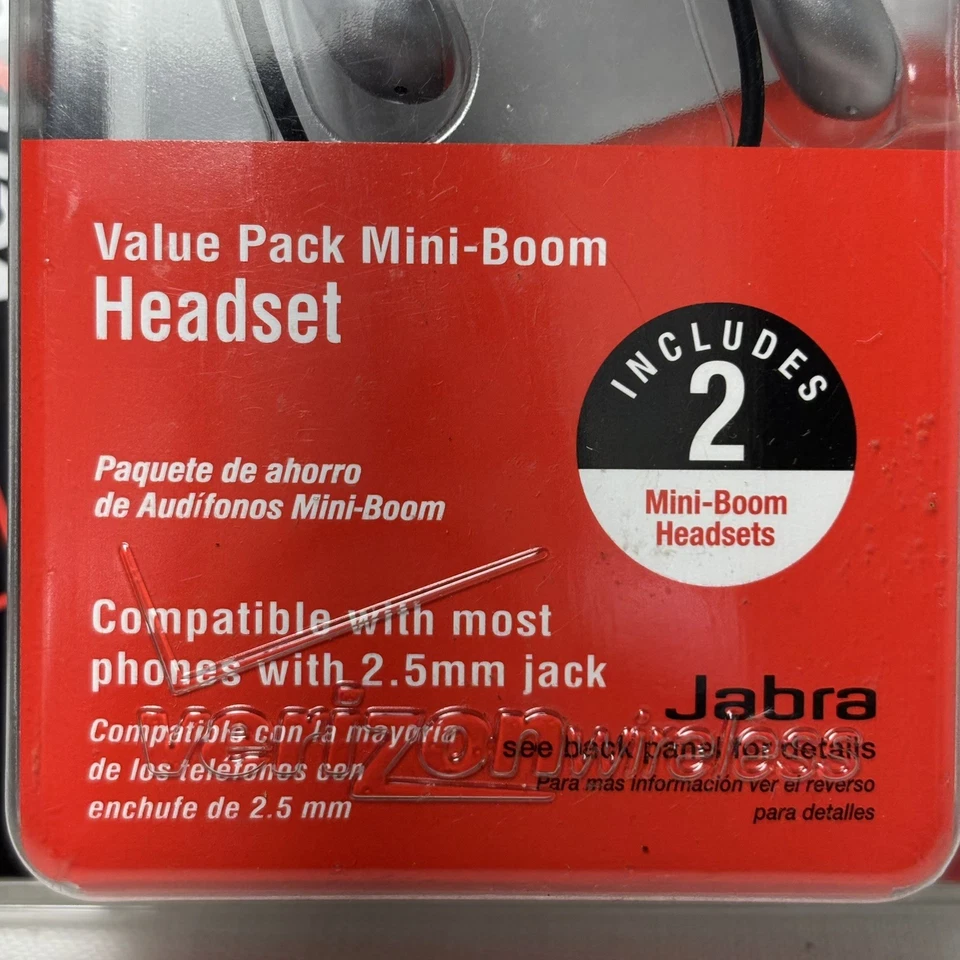 Value Pack Mini-Boom
Headset
INCLUDES
2
Mini-Boom
Headsets
Paquete de ahorro
de Audífonos Mini-Boom
Compatible with most
phones with 2.5mm jack
Compatible con la mayoría
de los teléfonos con
enchufe de 2.5 mm
Jabra
see back panel for details
Para más información ver el reverso
para detalles
verizonwireless